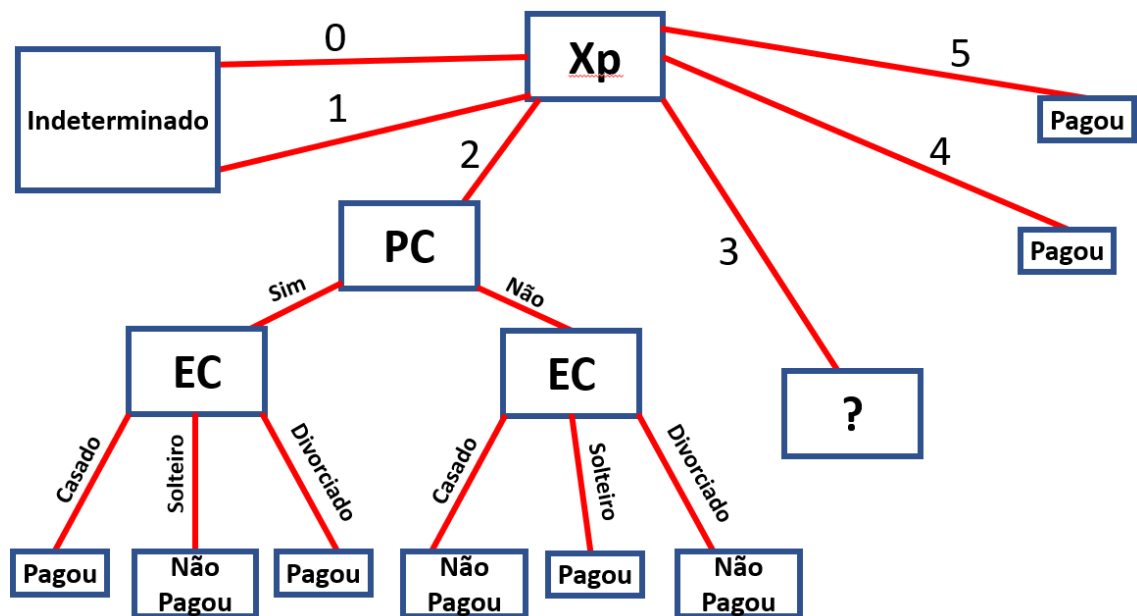 0
Xp
5
Indeterminado
1
Pagou
2
4
PC
3
Pagou
Sim
Não
EC
EC
?
Casado
Solteiro
Divorciado
Casado
Solteiro
Divorciado
Pagou
Não
Pagou
Pagou
Não
Pagou
Pagou
Não
Pagou